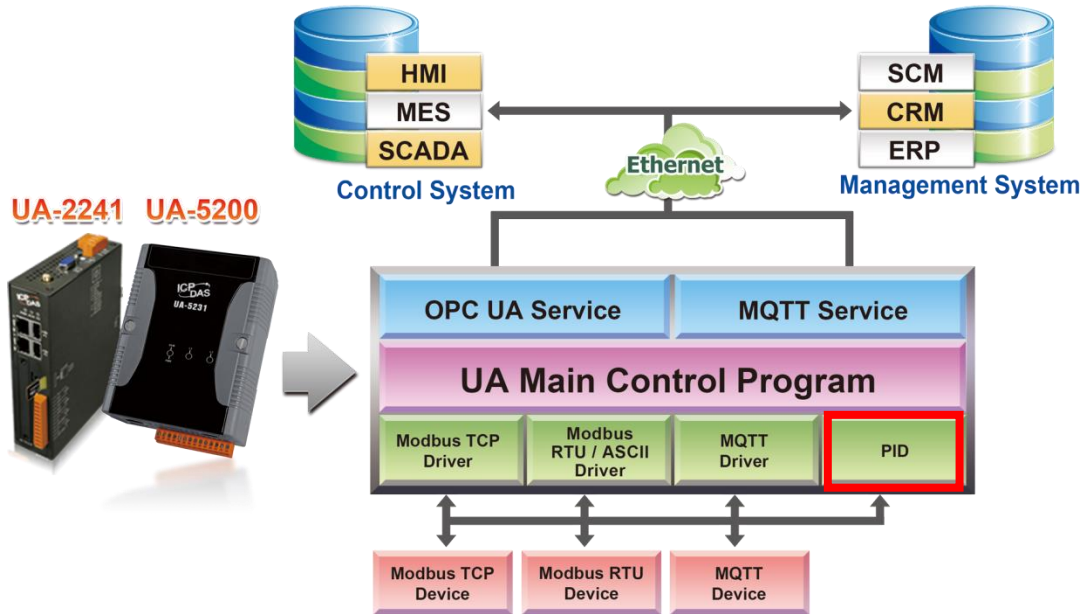 HMI
MES
SCADA
Control System
SCM
CRM
ERP
Management System
Ethernet
UA-2241 UA-5200
ICP DAS
ICP DAS
UA-5231
OPC UA Service
MQTT Service
UA Main Control Program
Modbus TCP
Driver
Modbus
RTU / ASCII
Driver
MQTT
Driver
PID
Modbus TCP
Device
Modbus RTU
Device
MQTT
Device